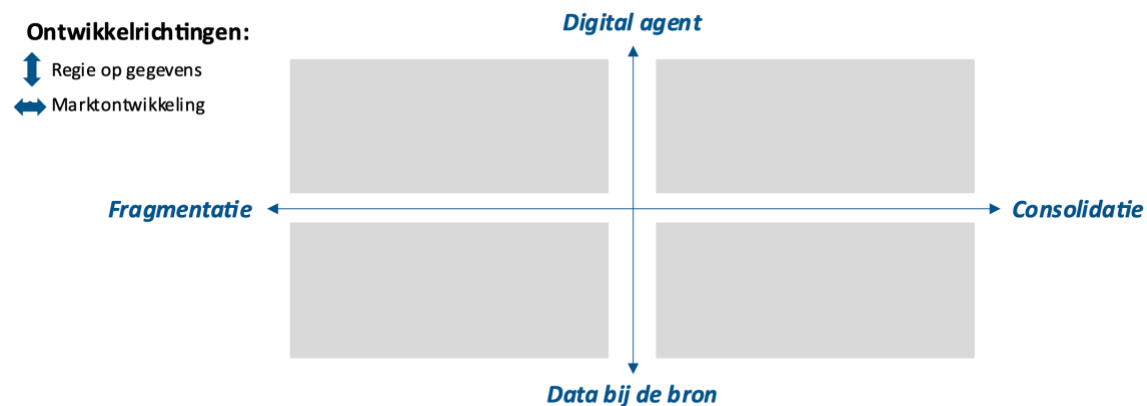 Ontwikkelrichtingen:
Regie op gegevens
Marktontwikkeling
Digital agent
Fragmentatie
Consolidatie
Data bij de bron